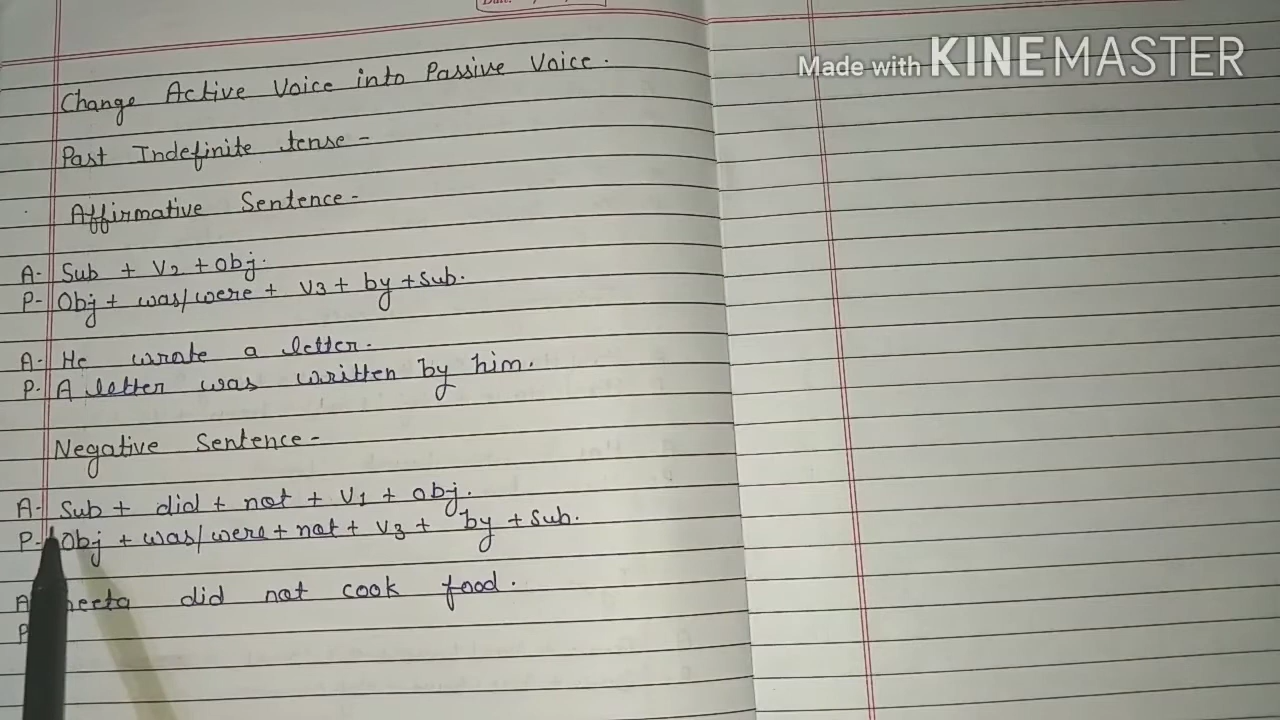 Made with KINEMASTER
Change Active Voice into Passive Voice.
Past Indefinite tense-
Affirmative Sentence-
A- Sub + V2 + Obj.
P- Obj + was/were + V3 + by + Sub.
A- He wrote a letter.
P- A letter was written by him.
Negative Sentence-
A- Sub + did + not + V1 + Obj.
P- Obj + was/were + not + V3 + by + Sub.
A did not cook food.
P